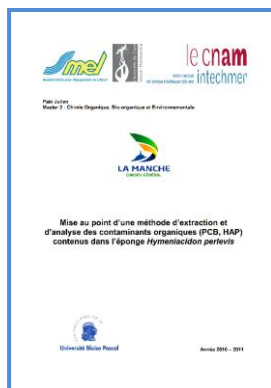 Smel
le cnam
intechmer
Pain Julien
Master 2 : Chimie Organique, Bio-organique et Environnementale
LA MANCHE
CONSEIL GÉNÉRAL
Mise au point d'une méthode d'extraction et
d'analyse des contaminants organiques (PCB, HAP)
contenus dans l'éponge Hymeniacidon perlevis
Université Blaise Pascal
Année 2010 – 2011